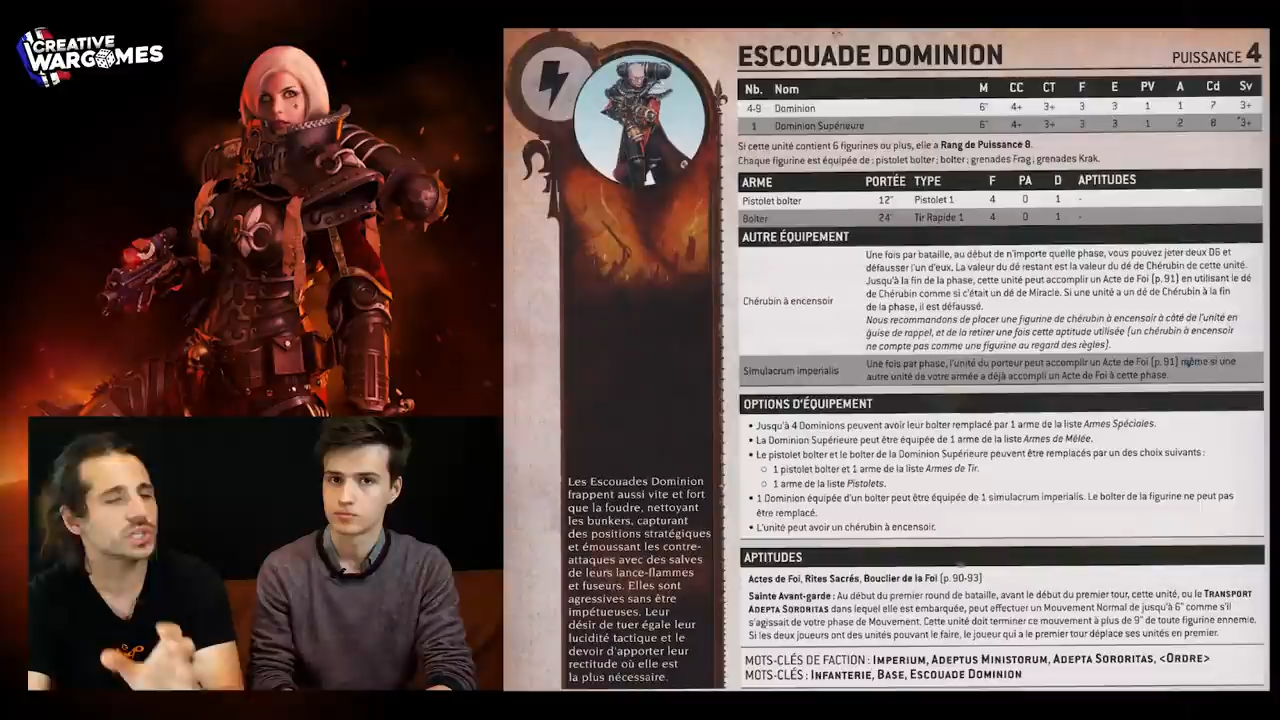 CREATIVE
WARGOMES
ESCOUADE DOMINION
PUISSANCE 4
Nb. Nom M CC CT F E PV A Cd Sv
4-9 Dominion 6" 4+ 3+ 3 3 1 1 7 3+
1 Dominion Supérieure 6" 4+ 3+ 3 3 1 2 8 3+
Si cette unité contient 6 figurines ou plus, elle a Rang de Puissance 8.
Chaque figurine est équipée de : pistolet bolter ; bolter ; grenades Frag ; grenades Krak.
ARME PORTÉE TYPE F PA D APTITUDES
Pistolet bolter 12" Pistolet 1 4 0 1 -
Bolter 24" Tir Rapide 1 4 0 1 -
AUTRE ÉQUIPEMENT
Chérubin à encensoir
Une fois par bataille, au début de n'importe quelle phase, vous pouvez jeter deux D6 et
défausser l'un d'eux. La valeur du dé restant est la valeur du dé de Chérubin de cette unité.
Jusqu'à la fin de la phase, cette unité peut accomplir un Acte de Foi (p. 91) en utilisant le dé
de Chérubin comme si c'était un dé de Miracle. Si une unité a un dé de Chérubin à la fin
de la phase, il est défaussé.
Nous recommandons de placer une figurine de chérubin à encensoir à côté de l'unité en
guise de rappel, et de la retirer une fois cette aptitude utilisée (un chérubin à encensoir
ne compte pas comme une figurine au regard des règles).
Simulacrum imperialis
Une fois par phase, l'unité du porteur peut accomplir un Acte de Foi (p. 91) même si une
autre unité de votre armée a déjà accompli un Acte de Foi à cette phase.
OPTIONS D'ÉQUIPEMENT
• Jusqu'à 4 Dominions peuvent avoir leur bolter remplacé par 1 arme de la liste Armes Spéciales.
• La Dominion Supérieure peut être équipée de 1 arme de la liste Armes de Mêlée.
• Le pistolet bolter et le bolter de la Dominion Supérieure peuvent être remplacés par un des choix suivants :
○ 1 pistolet bolter et 1 arme de la liste Armes de Tir.
○ 1 arme de la liste Pistolets.
• 1 Dominion équipée d'un bolter peut être équipée de 1 simulacrum imperialis. Le bolter de la figurine ne peut pas
être remplacé.
• L'unité peut avoir un chérubin à encensoir.
APTITUDES
Actes de Foi, Rites Sacrés, Bouclier de la Foi (p. 90-93)
Sainte Avant-garde : Au début du premier round de bataille, avant le début du premier tour, cette unité, ou le TRANSPORT
ADEPTA SORORITAS dans lequel elle est embarquée, peut effectuer un Mouvement Normal de jusqu'à 6" comme s'il
s'agissait de votre phase de Mouvement. Cette unité doit terminer ce mouvement à plus de 9" de toute figurine ennemie.
Si les deux joueurs ont des unités pouvant le faire, le joueur qui a le premier tour déplace ses unités en premier.
MOTS-CLÉS DE FACTION : IMPERIUM, ADEPTUS MINISTORUM, ADEPTA SORORITAS, <ORDRE>
MOTS-CLÉS : INFANTERIE, BASE, ESCOUADE DOMINION
Les Escouades Dominion
frappent aussi vite et fort
que la foudre, nettoyant
les bunkers, capturant
des positions stratégiques
et émoussant les contre-
attaques avec des salves
de leurs lance-flammes
et fuseurs. Elles sont
agressives sans être
impétueuses. Leur
désir de tuer égale leur
lucidité tactique et le
devoir d'apporter leur
rectitude où elle est
la plus nécessaire.